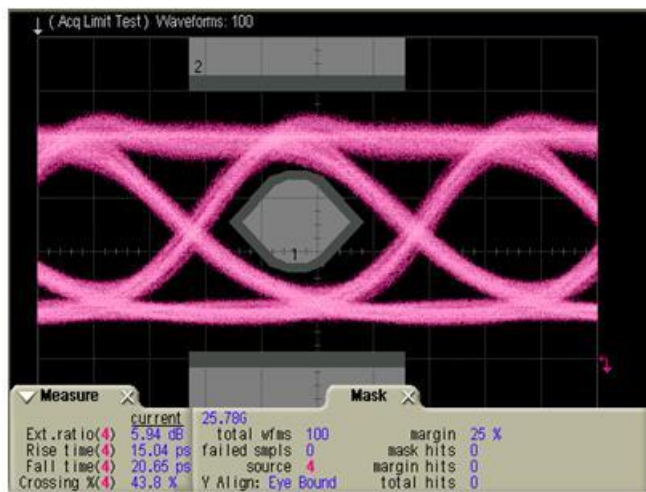 ( Acq Limit Test ) Waveforms: 100
2
1
Measure
Mask
current
Ext.ratio(4) 5.94 dB
Rise time(4) 15.04 ps
Fall time(4) 20.65 ps
Crossing %(4) 43.8 %
25.78G
total wfms 100 margin 25 %
failed smpls 0 mask hits 0
source 4 margin hits 0
Y Align: Eye Bound total hits 0